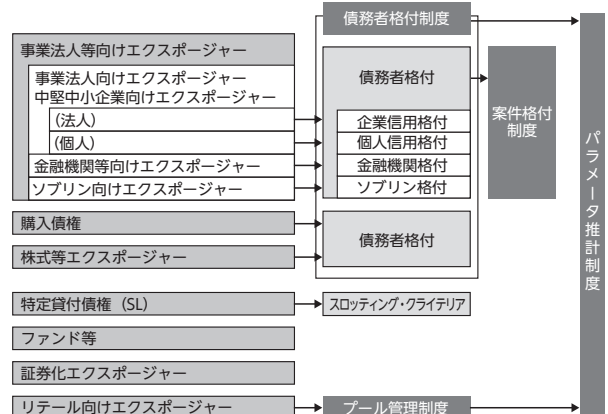 債務者格付制度
事業法人等向けエクスポージャー
事業法人向けエクスポージャー
中堅中小企業向けエクスポージャー
(法人)
(個人)
金融機関等向けエクスポージャー
ソブリン向けエクスポージャー
債務者格付
企業信用格付
個人信用格付
金融機関格付
ソブリン格付
案件格付
制度
パラメータ推計制度
購入債権
株式等エクスポージャー
債務者格付
特定貸付債権(SL)
スロッティング・クライテリア
ファンド等
証券化エクスポージャー
リテール向けエクスポージャー
プール管理制度